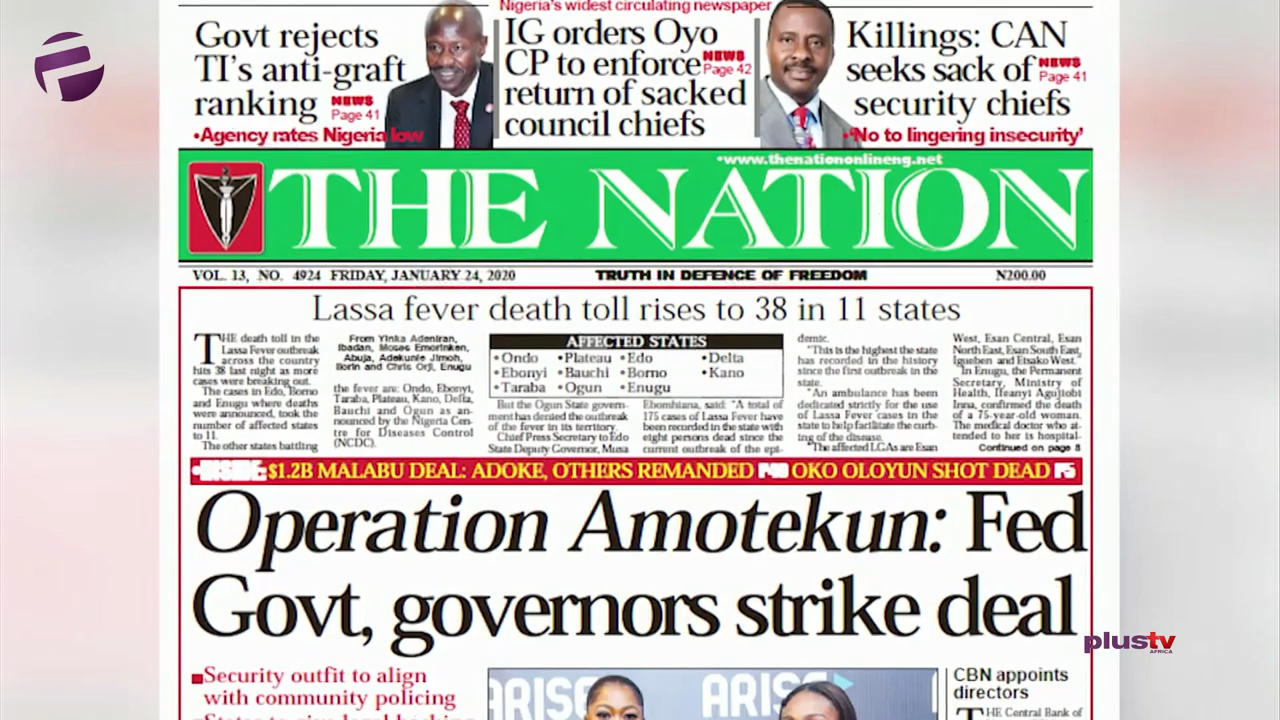 Nigeria's widest circulating newspaper
Govt rejects
TI's anti-graft
ranking
NEWS
Page 41
•Agency rates Nigeria low
IG orders Oyo
CP to enforce
return of sacked
council chiefs
NEWS
Page 42
Killings: CAN
seeks sack of
security chiefs
NEWS
Page 41
•'No to lingering insecurity'
•www.thenationonlineng.net
THE NATION
VOL. 13, NO. 4924 FRIDAY, JANUARY 24, 2020
TRUTH IN DEFENCE OF FREEDOM
N200.00
Lassa fever death toll rises to 38 in 11 states
THE death toll in the
Lassa Fever outbreak
across the country
hits 38 last night as more
cases were breaking out.
The cases in Edo, Borno
and Enugu where deaths
were announced, took the
number of affected states
to 11.
The other states battling
From Yinka Adeniran,
Ibadan, Moses Emorinken,
Abuja, Adekunle Jimoh,
Ilorin and Chris Orji, Enugu
the fever are: Ondo, Ebonyi,
Taraba, Plateau, Kano, Delta,
Bauchi and Ogun as an-
nounced by the Nigeria Cen-
tre for Diseases Control
(NCDC).
AFFECTED STATES
•Ondo •Plateau •Edo •Delta
•Ebonyi •Bauchi •Borno •Kano
•Taraba •Ogun •Enugu
But the Ogun State govern-
ment has denied the outbreak
of the fever in its territory.
Chief Press Secretary to Edo
State Deputy Governor, Musa
Ebomhiana, said: "A total of
175 cases of Lassa Fever have
been recorded in the state with
eight persons dead since the
current outbreak of the epi-
demic.
"This is the highest the state
has recorded in the history
since the first outbreak in the
state.
"An ambulance has been
dedicated strictly for the use
of Lassa Fever cases in the
state to help facilitate the curb-
ing of the disease.
"The affected LGAs are Esan
West, Esan Central, Esan
North East, Esan South East,
Igueben and Etsako West."
In Enugu, the Permanent
Secretary, Ministry of
Health, Ifeanyi Agujiobi
Inna, confirmed the death
of a 75-year-old woman.
The medical doctor who at-
tended to her is hospital-
Continued on page 8
•INSIDE: $1.2B MALABU DEAL: ADOKE, OTHERS REMANDED OKO OLOYUN SHOT DEAD P5
Operation Amotekun: Fed
Govt, governors strike deal
Security outfit to align
with community policing
ARISE
ARISE
CBN appoints
directors
THE Central Bank of
plustv
AFRICA